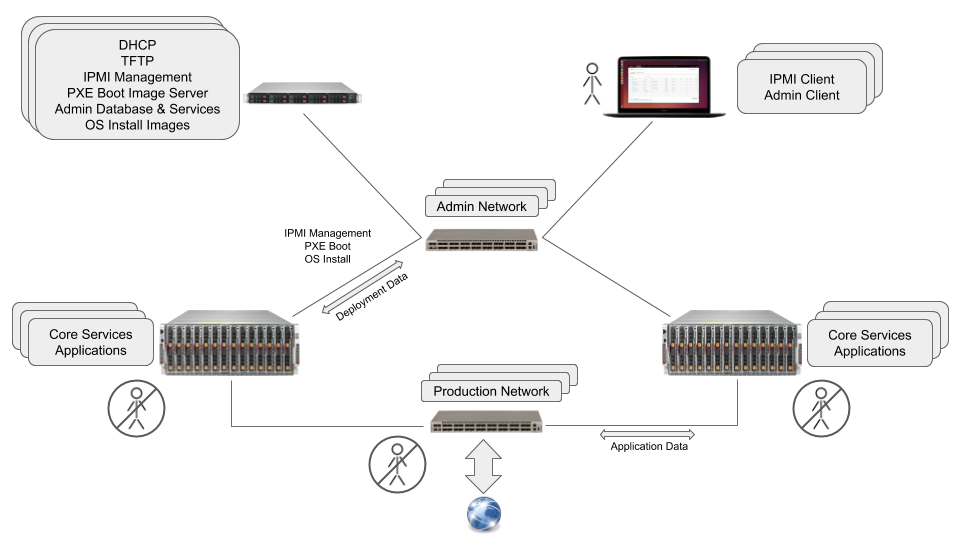 DHCP
TFTP
IPMI Management
PXE Boot Image Server
Admin Database & Services
OS Install Images
IPMI Client
Admin Client
Admin Network
IPMI Management
PXE Boot
OS Install
Deployment Data
Core Services
Applications
Core Services
Applications
Production Network
Application Data